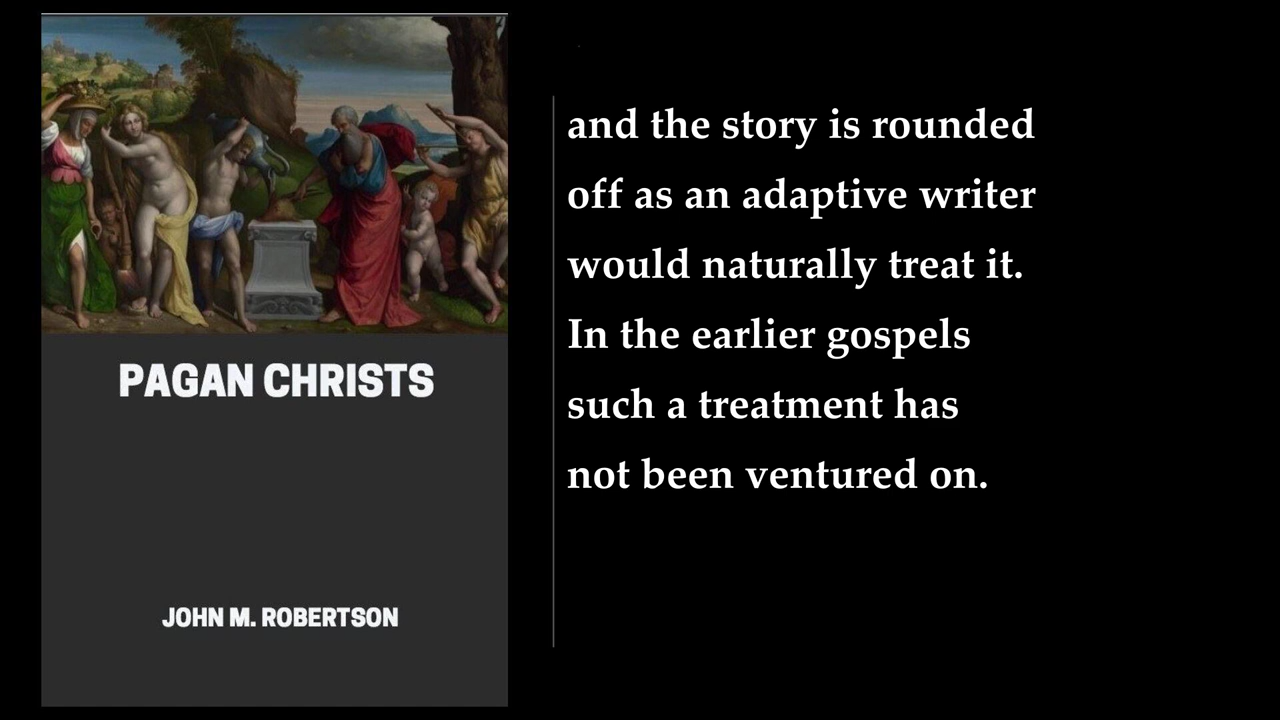 PAGAN CHRISTS
JOHN M. ROBERTSON
and the story is rounded
off as an adaptive writer
would naturally treat it.
In the earlier gospels
such a treatment has
not been ventured on.